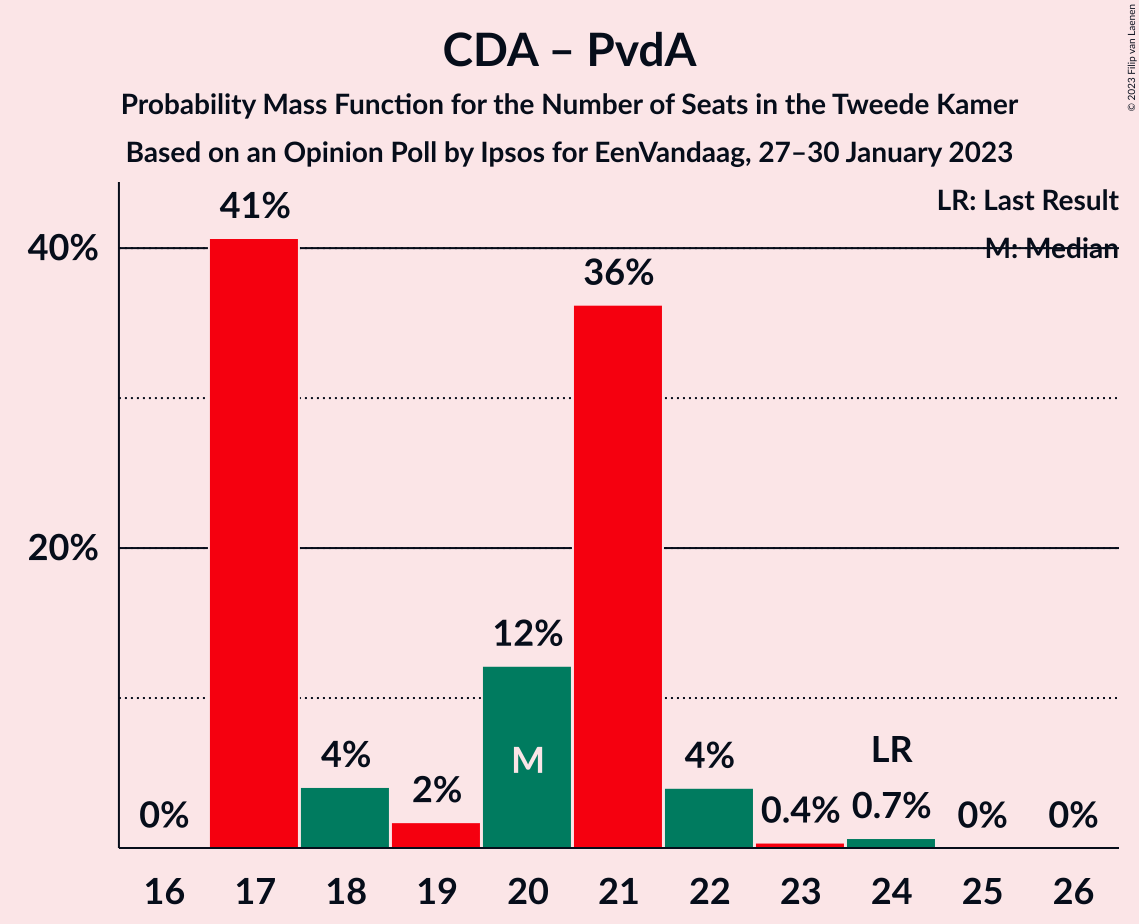 CDA – PvdA
Probability Mass Function for the Number of Seats in the Tweede Kamer
Based on an Opinion Poll by Ipsos for EenVandaag, 27–30 January 2023
© 2023 Filip van Laenen
LR: Last Result
M: Median
40%
20%
0%
41%
4%
2%
12%
M
36%
4%
0.4%
LR
0.7%
0%
0%
16 17 18 19 20 21 22 23 24 25 26